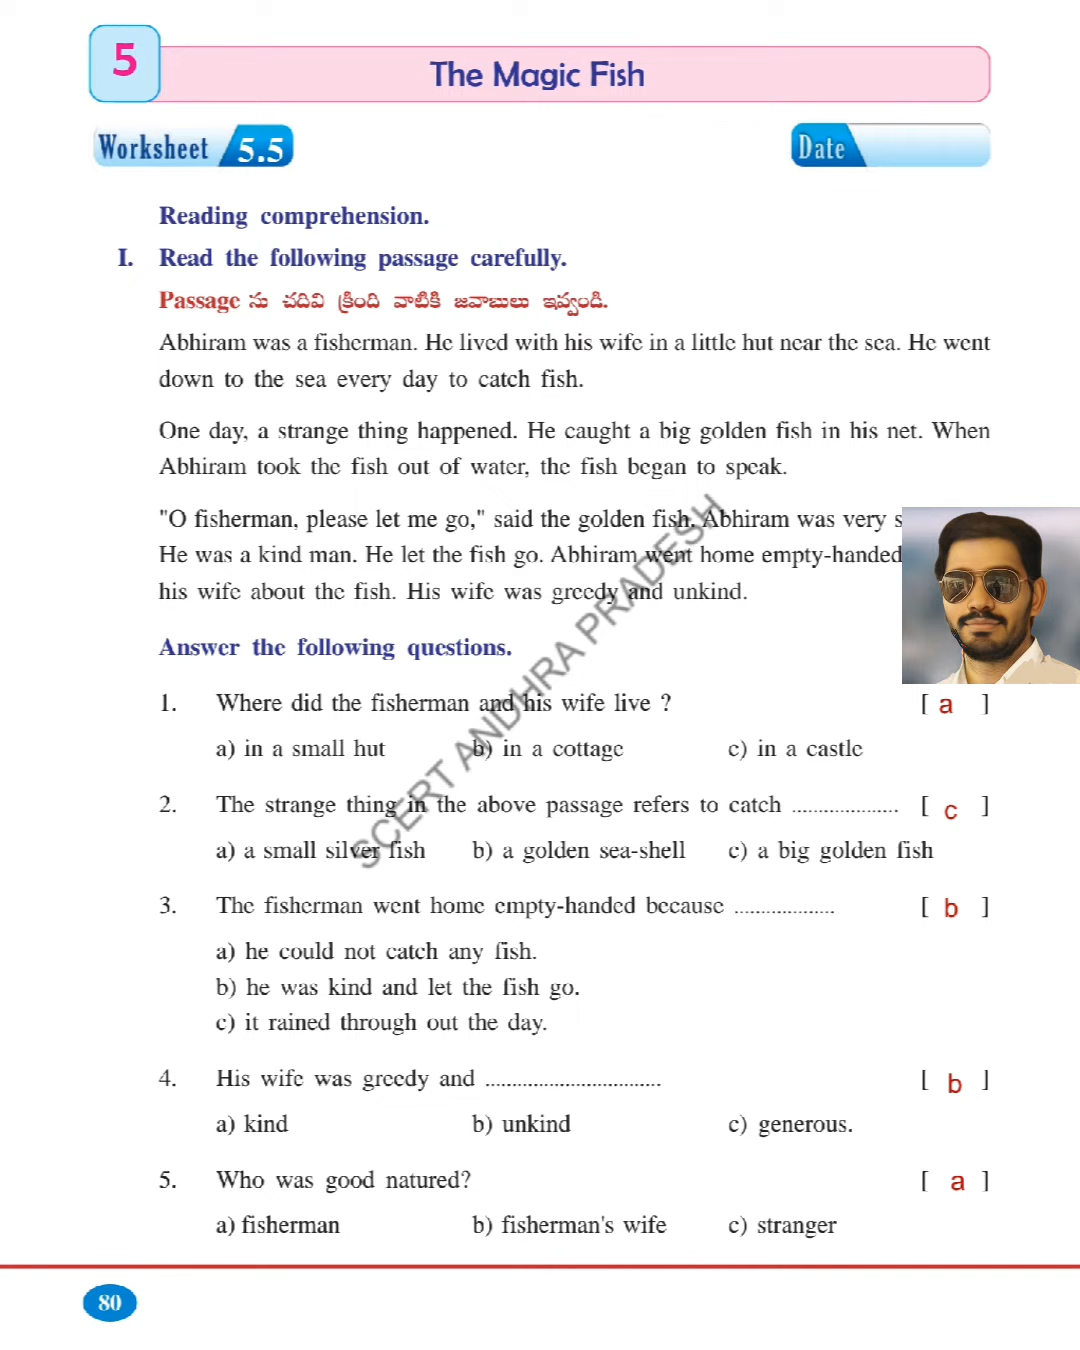 5
The Magic Fish
Worksheet 5.5
Date
Reading comprehension.
I. Read the following passage carefully.
Passage ను చదివి క్రింది వాటికి జవాబులు ఇవ్వండి.
Abhiram was a fisherman. He lived with his wife in a little hut near the sea. He went
down to the sea every day to catch fish.
One day, a strange thing happened. He caught a big golden fish in his net. When
Abhiram took the fish out of water, the fish began to speak.
"O fisherman, please let me go," said the golden fish. Abhiram was very
He was a kind man. He let the fish go. Abhiram went home empty-handed
his wife about the fish. His wife was greedy and unkind.
SCERT ANDHRA PRADESH
Answer the following questions.
1. Where did the fisherman and his wife live ? [ a ]
a) in a small hut b) in a cottage c) in a castle
2. The strange thing in the above passage refers to catch .................... [ c ]
a) a small silver fish b) a golden sea-shell c) a big golden fish
3. The fisherman went home empty-handed because ................... [ b ]
a) he could not catch any fish.
b) he was kind and let the fish go.
c) it rained through out the day.
4. His wife was greedy and ................................. [ b ]
a) kind b) unkind c) generous.
5. Who was good natured? [ a ]
a) fisherman b) fisherman's wife c) stranger
80